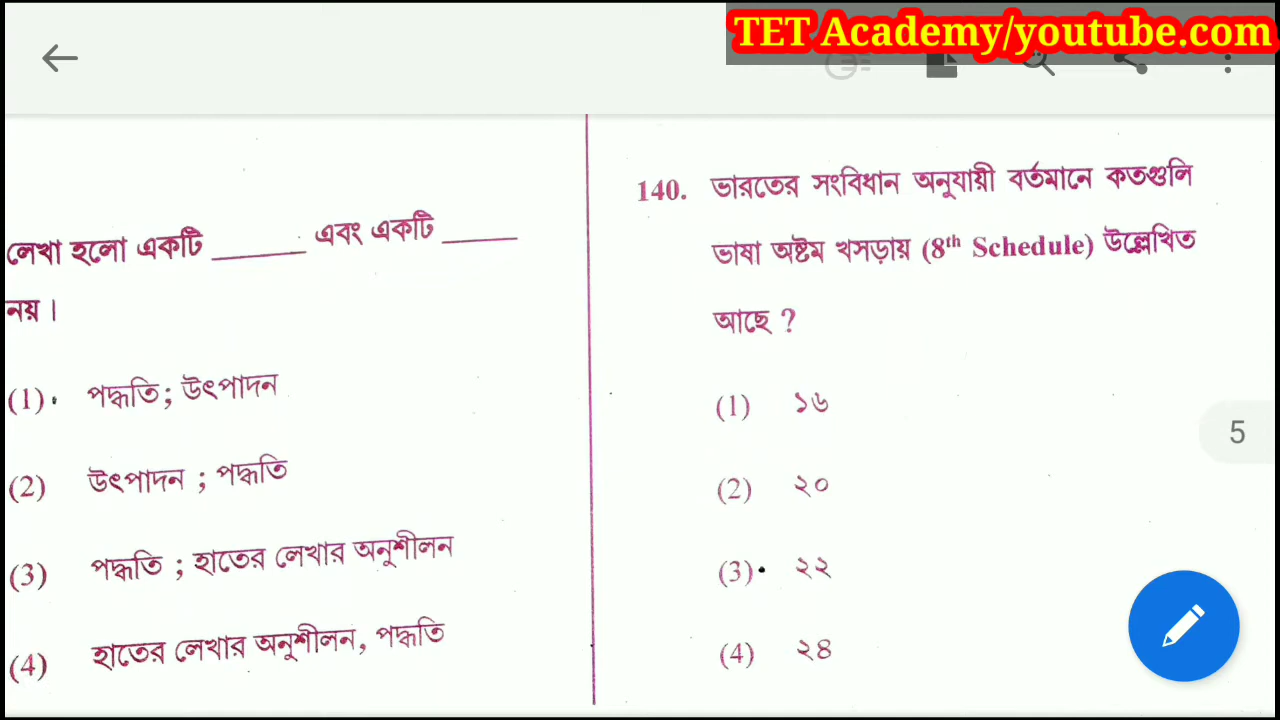 TET Academy/youtube.com
লেখা হলো একটি ______ এবং একটি _____
নয় ।
(1) পদ্ধতি; উৎপাদন
(2) উৎপাদন ; পদ্ধতি
(3) পদ্ধতি ; হাতের লেখার অনুশীলন
(4) হাতের লেখার অনুশীলন, পদ্ধতি
140. ভারতের সংবিধান অনুযায়ী বর্তমানে কতগুলি
ভাষা অষ্টম খসড়ায় (8th Schedule) উল্লেখিত
আছে ?
(1) ১৬
(2) ২০
(3) ২২
(4) ২৪
5